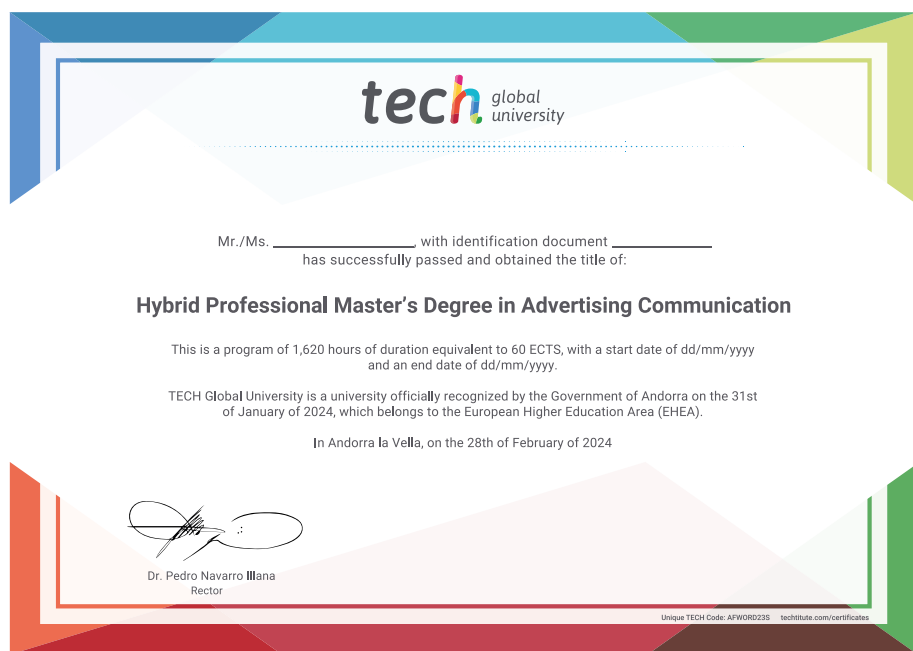 tech global
university
Mr./Ms. ____________________, with identification document ______________
has successfully passed and obtained the title of:
Hybrid Professional Master’s Degree in Advertising Communication
This is a program of 1,620 hours of duration equivalent to 60 ECTS, with a start date of dd/mm/yyyy
and an end date of dd/mm/yyyy.
TECH Global University is a university officially recognized by the Government of Andorra on the 31st
of January of 2024, which belongs to the European Higher Education Area (EHEA).
In Andorra la Vella, on the 28th of February of 2024
Dr. Pedro Navarro Illana
Rector
Unique TECH Code: AFWORD23S techtitute.com/certificates